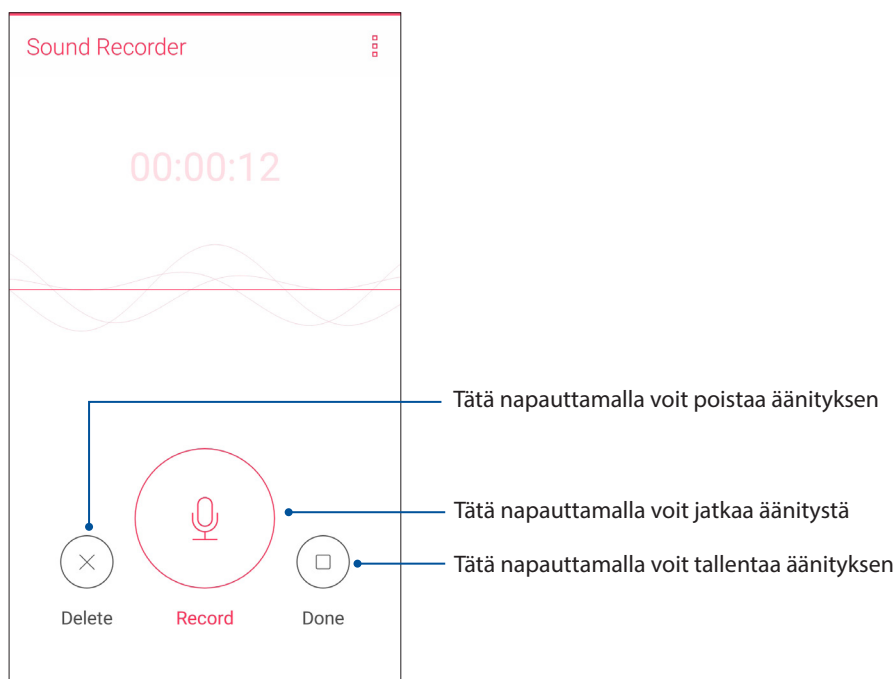 Sound Recorder
00:00:12
Tätä napauttamalla voit poistaa äänityksen
Tätä napauttamalla voit jatkaa äänitystä
Tätä napauttamalla voit tallentaa äänityksen
Delete
Record
Done